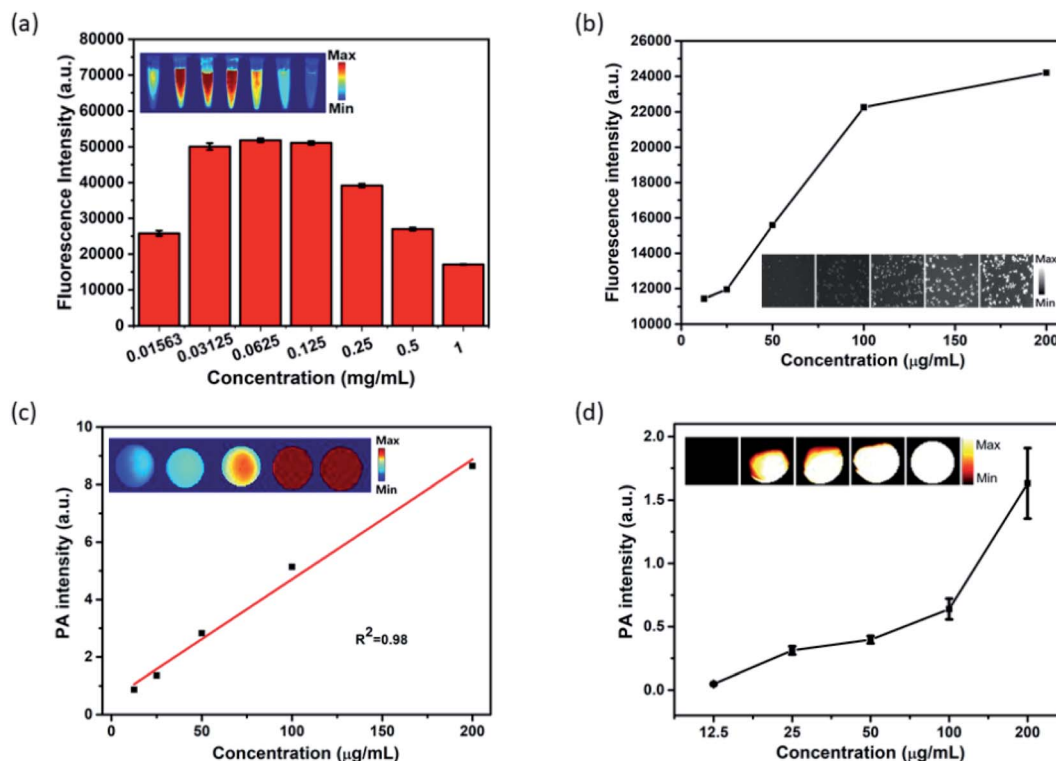 (a)
80000
70000
60000
50000
40000
30000
20000
10000
0
Fluorescence Intensity (a.u.)
Max
Min
0.01563
0.03125
0.0625
0.125
0.25
0.5
1
Concentration (mg/mL)
(b)
26000
24000
22000
20000
18000
16000
14000
12000
10000
Fluorescence intensity (a.u.)
Max
Min
0
50
100
150
200
Concentration (μg/mL)
(c)
10
8
6
4
2
0
PA intensity (a.u.)
Max
Min
R²=0.98
0
50
100
150
200
Concentration (μg/mL)
(d)
2.0
1.5
1.0
0.5
0.0
PA intensity (a.u.)
Max
Min
12.5
25
50
100
200
Concentration (μg/mL)